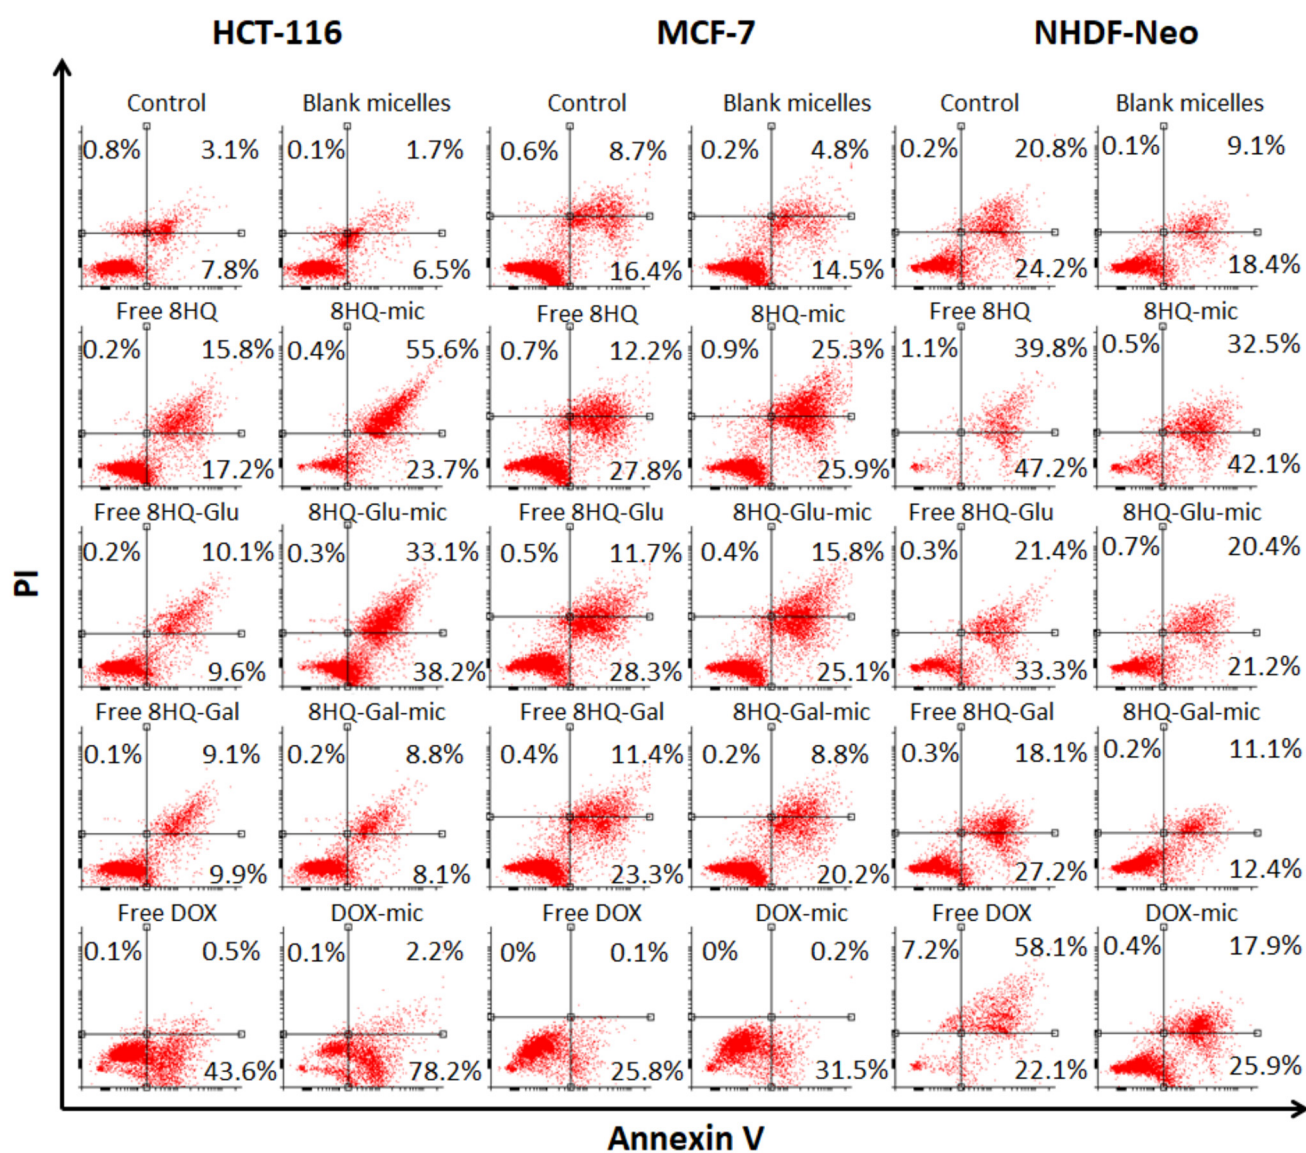 HCT-116 MCF-7 NHDF-Neo
Control Blank micelles Control Blank micelles Control Blank micelles
0.8% 3.1% 0.1% 1.7% 0.6% 8.7% 0.2% 4.8% 0.2% 20.8% 0.1% 9.1%
7.8% 6.5% 16.4% 14.5% 24.2% 18.4%
Free 8HQ 8HQ-mic Free 8HQ 8HQ-mic Free 8HQ 8HQ-mic
0.2% 15.8% 0.4% 55.6% 0.7% 12.2% 0.9% 25.3% 1.1% 39.8% 0.5% 32.5%
17.2% 23.7% 27.8% 25.9% 47.2% 42.1%
Free 8HQ-Glu 8HQ-Glu-mic Free 8HQ-Glu 8HQ-Glu-mic Free 8HQ-Glu 8HQ-Glu-mic
0.2% 10.1% 0.3% 33.1% 0.5% 11.7% 0.4% 15.8% 0.3% 21.4% 0.7% 20.4%
PI
9.6% 38.2% 28.3% 25.1% 33.3% 21.2%
Free 8HQ-Gal 8HQ-Gal-mic Free 8HQ-Gal 8HQ-Gal-mic Free 8HQ-Gal 8HQ-Gal-mic
0.1% 9.1% 0.2% 8.8% 0.4% 11.4% 0.2% 8.8% 0.3% 18.1% 0.2% 11.1%
9.9% 8.1% 23.3% 20.2% 27.2% 12.4%
Free DOX DOX-mic Free DOX DOX-mic Free DOX DOX-mic
0.1% 0.5% 0.1% 2.2% 0% 0.1% 0% 0.2% 7.2% 58.1% 0.4% 17.9%
43.6% 78.2% 25.8% 31.5% 22.1% 25.9%
Annexin V